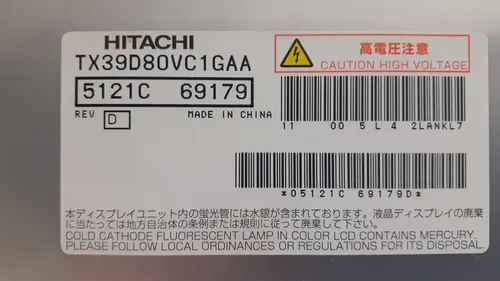 HITACHI
TX39D80VC1GAA
高電圧注意
CAUTION HIGH VOLTAGE
5121C 69179
REV D MADE IN CHINA
11 00 5 L 4 2LANKL7
*05121C 69179D*
本ディスプレイユニット内の蛍光管には水銀が含まれております。液晶ディスプレイの廃棄
に当たっては地方自治体の条例または規則に従って廃棄して下さい。
COLD CATHODE FLUORESCENT LAMP IN COLOR LCD CONTAINS MERCURY.
PLEASE FOLLOW LOCAL ORDINANCES OR REGULATIONS FOR ITS DISPOSAL.